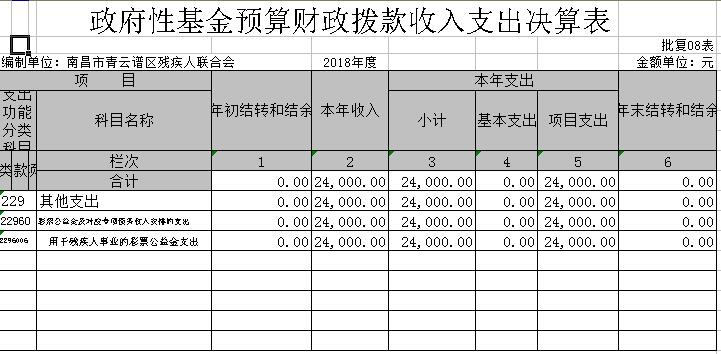 政府性基金预算财政拨款收入支出决算表
批复08表
编制单位：南昌市青云谱区残疾人联合会 2018年度 金额单位：元
项 目 本年支出
支出功能分类科目 科目名称 年初结转和结余 本年收入 小计 基本支出 项目支出 年末结转和结余
类 款 项 栏次 1 2 3 4 5 6
合计 0.00 24,000.00 24,000.00 0.00 24,000.00 0.00
229 其他支出 0.00 24,000.00 24,000.00 0.00 24,000.00 0.00
22960 彩票公益金及对应专项债务收入安排的支出 0.00 24,000.00 24,000.00 0.00 24,000.00 0.00
2296006 用于残疾人事业的彩票公益金支出 0.00 24,000.00 24,000.00 0.00 24,000.00 0.00